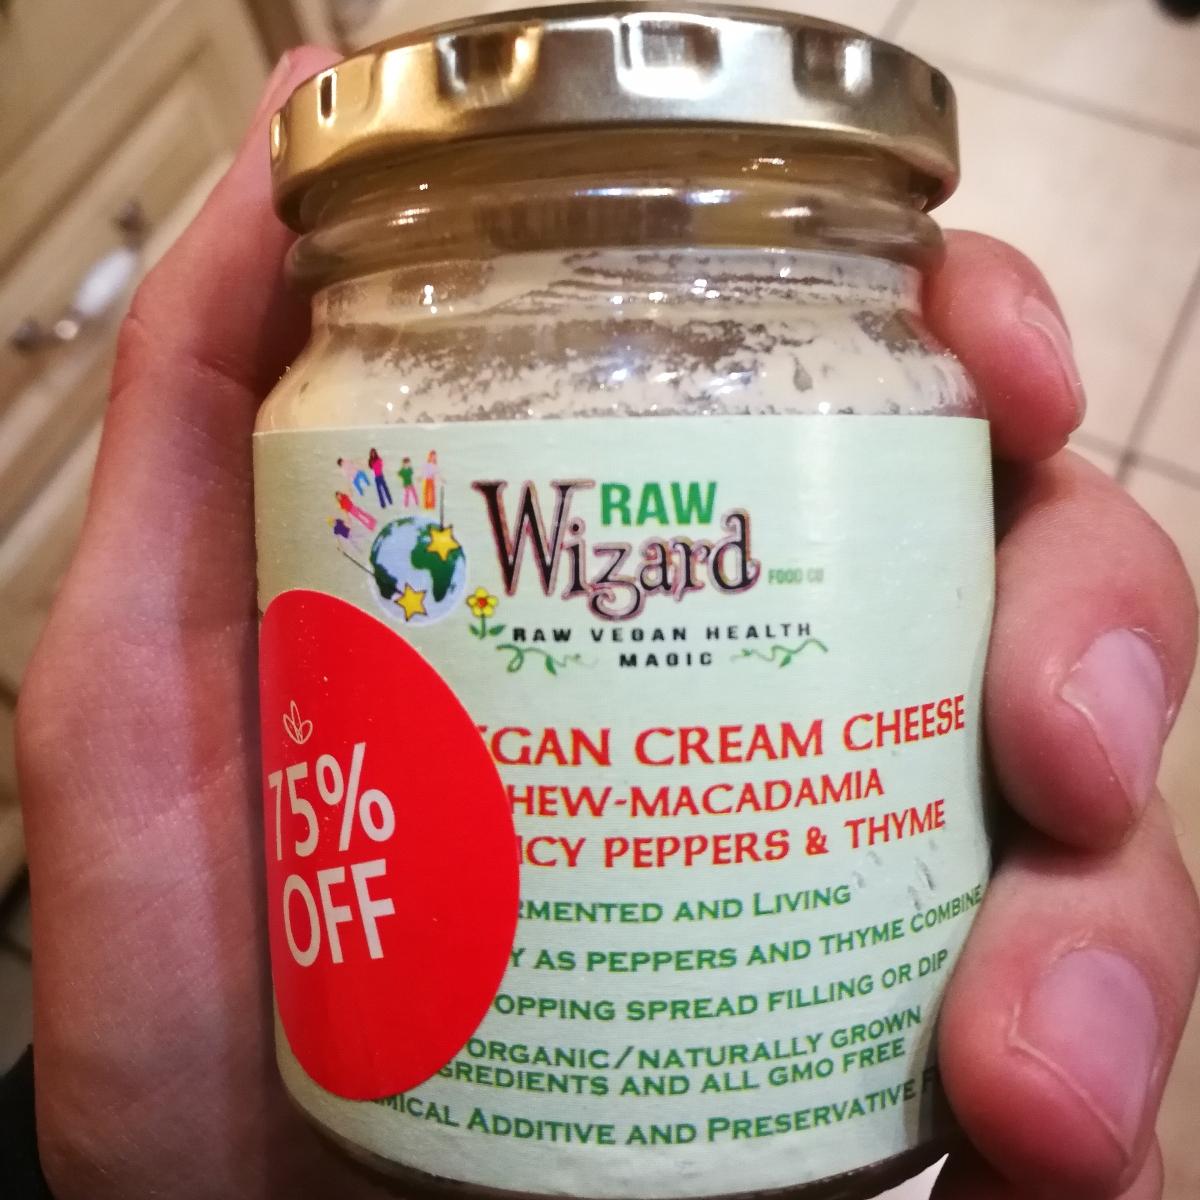 RAW
Wizard
FOOD CO
RAW VEGAN HEALTH
MAGIC
75%
OFF
GAN CREAM CHEESE
HEW-MACADAMIA
ICY PEPPERS & THYME
RMENTED AND LIVING
Y AS PEPPERS AND THYME COMBINE
OPPING SPREAD FILLING OR DIP
ORGANIC/NATURALLY GROWN
GREDIENTS AND ALL GMO FREE
MICAL ADDITIVE AND PRESERVATIVE F